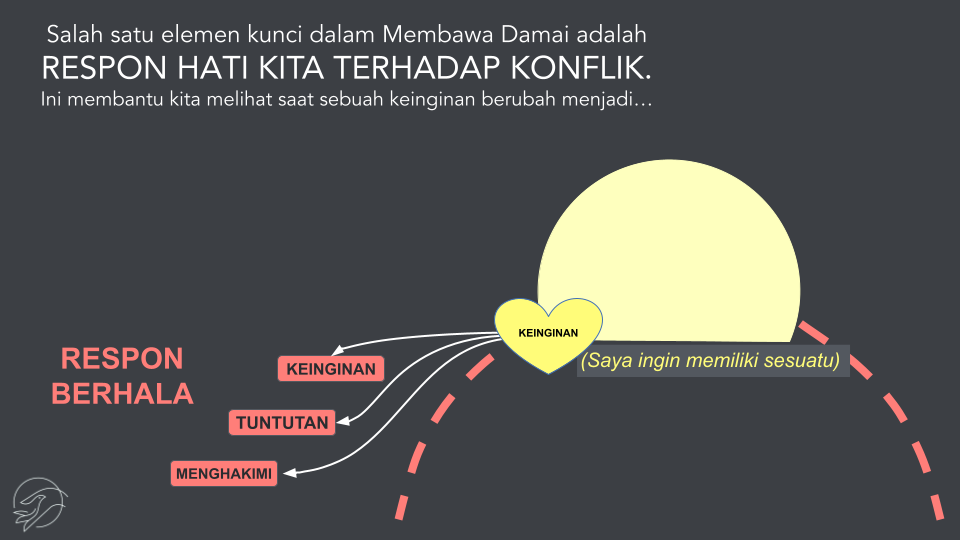 Salah satu elemen kunci dalam Membawa Damai adalah
RESPON HATI KITA TERHADAP KONFLIK.
Ini membantu kita melihat saat sebuah keinginan berubah menjadi…
KEINGINAN
(Saya ingin memiliki sesuatu)
RESPON
BERHALA
KEINGINAN
TUNTUTAN
MENGHAKIMI